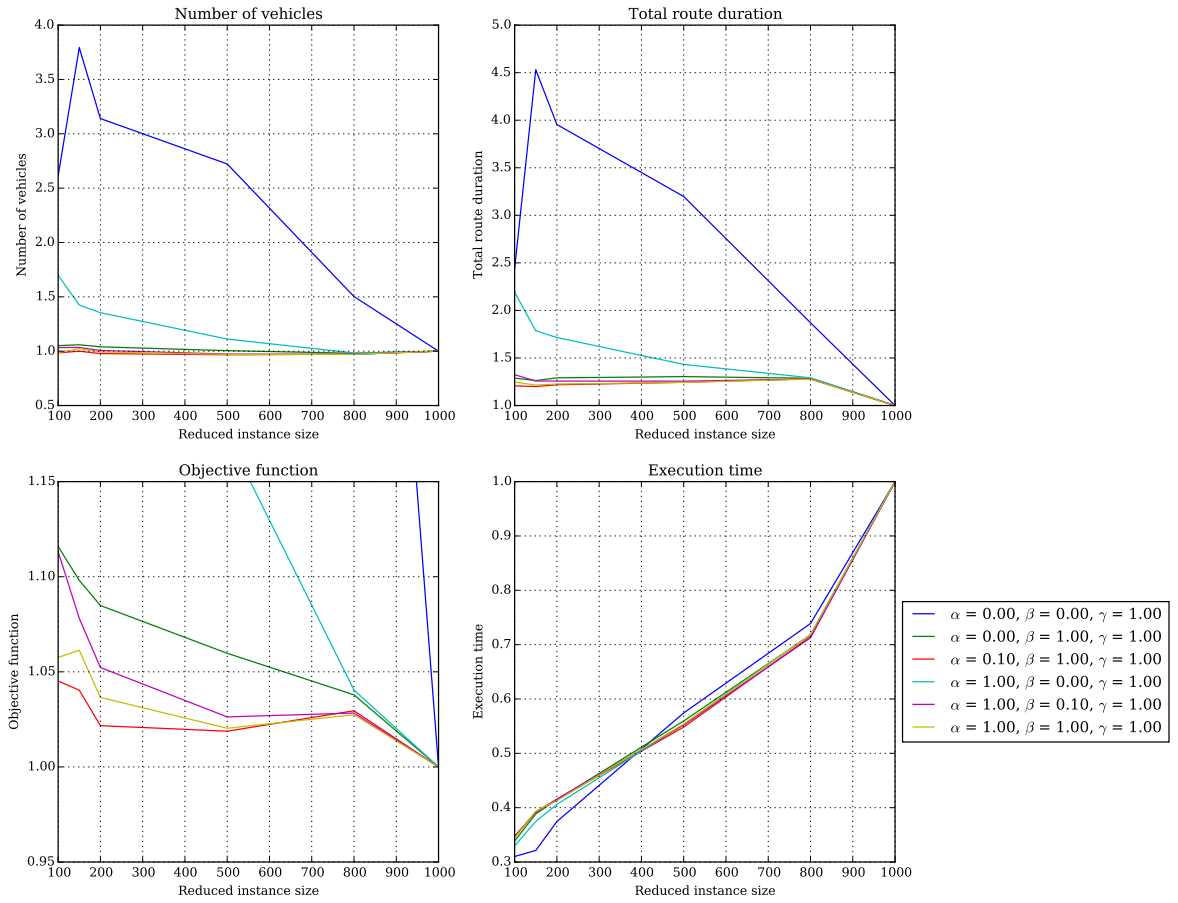 Number of vehicles
4.0
3.5
3.0
2.5
2.0
1.5
1.0
0.5
Number of vehicles
100 200 300 400 500 600 700 800 900 1000
Reduced instance size
Total route duration
5.0
4.5
4.0
3.5
3.0
2.5
2.0
1.5
1.0
Total route duration
100 200 300 400 500 600 700 800 900 1000
Reduced instance size
Objective function
1.15
1.10
1.05
1.00
0.95
Objective function
100 200 300 400 500 600 700 800 900 1000
Reduced instance size
Execution time
1.0
0.9
0.8
0.7
0.6
0.5
0.4
0.3
Execution time
100 200 300 400 500 600 700 800 900 1000
Reduced instance size
α = 0.00, β = 0.00, γ = 1.00
α = 0.00, β = 1.00, γ = 1.00
α = 0.10, β = 1.00, γ = 1.00
α = 1.00, β = 0.00, γ = 1.00
α = 1.00, β = 0.10, γ = 1.00
α = 1.00, β = 1.00, γ = 1.00